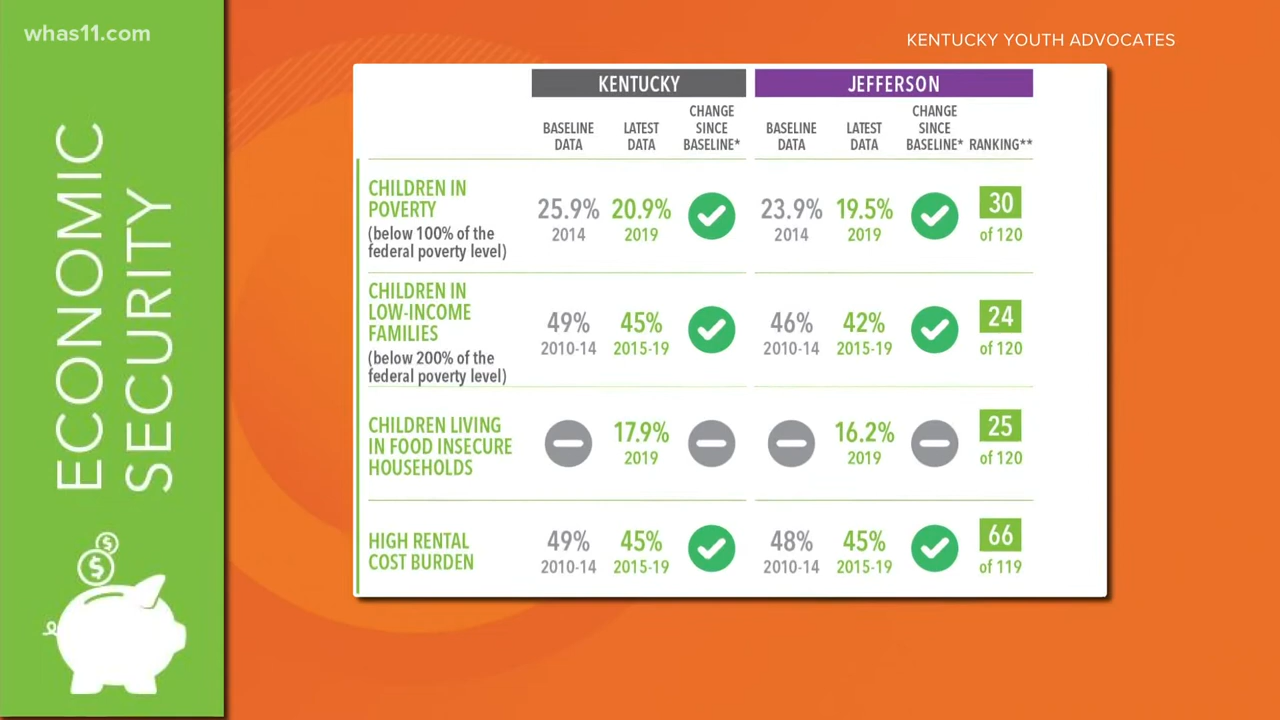 whas11.com
KENTUCKY YOUTH ADVOCATES
ECONOMIC
SECURITY
$
$
KENTUCKY
JEFFERSON
BASELINE DATA
LATEST DATA
CHANGE SINCE BASELINE*
BASELINE DATA
LATEST DATA
CHANGE SINCE BASELINE*
RANKING**
CHILDREN IN
POVERTY
(below 100% of the
federal poverty level)
25.9% 20.9% 23.9% 19.5% 30
2014 2019 2014 2019 of 120
CHILDREN IN
LOW-INCOME
FAMILIES
(below 200% of the
federal poverty level)
49% 45% 46% 42% 24
2010-14 2015-19 2010-14 2015-19 of 120
CHILDREN LIVING
IN FOOD INSECURE
HOUSEHOLDS
17.9% 16.2% 25
2019 2019 of 120
HIGH RENTAL
COST BURDEN
49% 45% 48% 45% 66
2010-14 2015-19 2010-14 2015-19 of 119